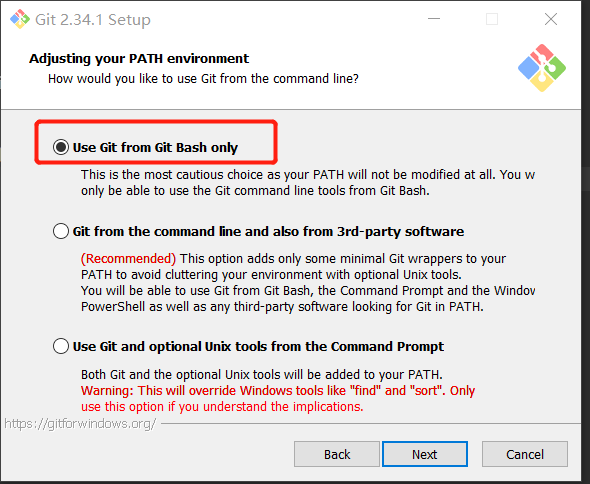 Git 2.34.1 Setup
Adjusting your PATH environment
How would you like to use Git from the command line?
Use Git from Git Bash only
This is the most cautious choice as your PATH will not be modified at all. You w
only be able to use the Git command line tools from Git Bash.
Git from the command line and also from 3rd-party software
(Recommended) This option adds only some minimal Git wrappers to your
PATH to avoid cluttering your environment with optional Unix tools.
You will be able to use Git from Git Bash, the Command Prompt and the Window
PowerShell as well as any third-party software looking for Git in PATH.
Use Git and optional Unix tools from the Command Prompt
Both Git and the optional Unix tools will be added to your PATH.
Warning: This will override Windows tools like "find" and "sort". Only
use this option if you understand the implications.
https://gitforwindows.org/
Back Next Cancel